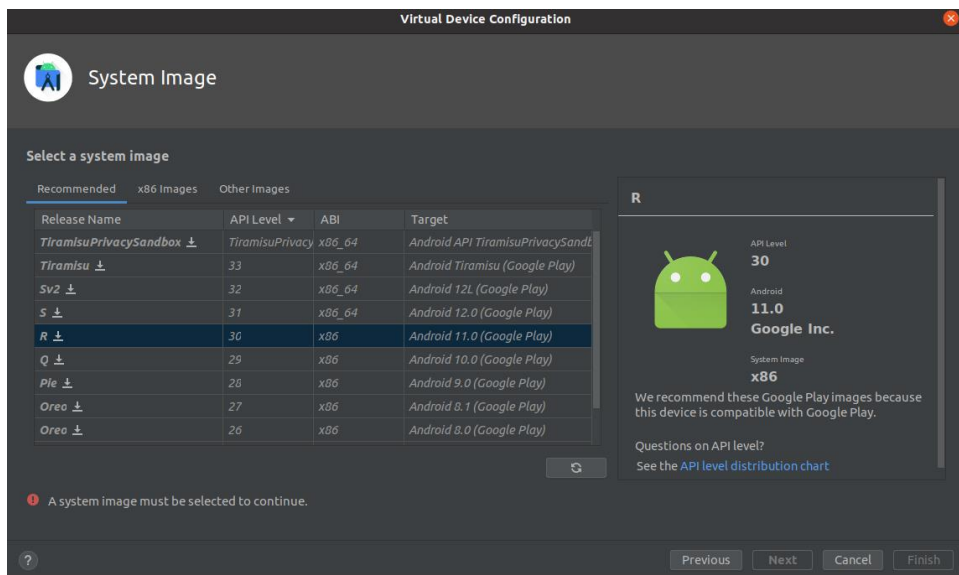 Virtual Device Configuration
System Image
Select a system image
Recommended x86 Images Other Images
Release Name API Level ABI Target
TiramisuPrivacySandbox TiramisuPrivacy x86_64 Android API TiramisuPrivacySandb
Tiramisu 33 x86_64 Android Tiramisu (Google Play)
Sv2 32 x86_64 Android 12L (Google Play)
S 31 x86_64 Android 12.0 (Google Play)
R 30 x86 Android 11.0 (Google Play)
Q 29 x86 Android 10.0 (Google Play)
Pie 28 x86 Android 9.0 (Google Play)
Oreo 27 x86 Android 8.1 (Google Play)
Oreo 26 x86 Android 8.0 (Google Play)
R
API Level
30
Android
11.0
Google Inc.
System Image
x86
We recommend these Google Play images because
this device is compatible with Google Play.
Questions on API level?
See the API level distribution chart
A system image must be selected to continue.
? Previous Next Cancel Finish